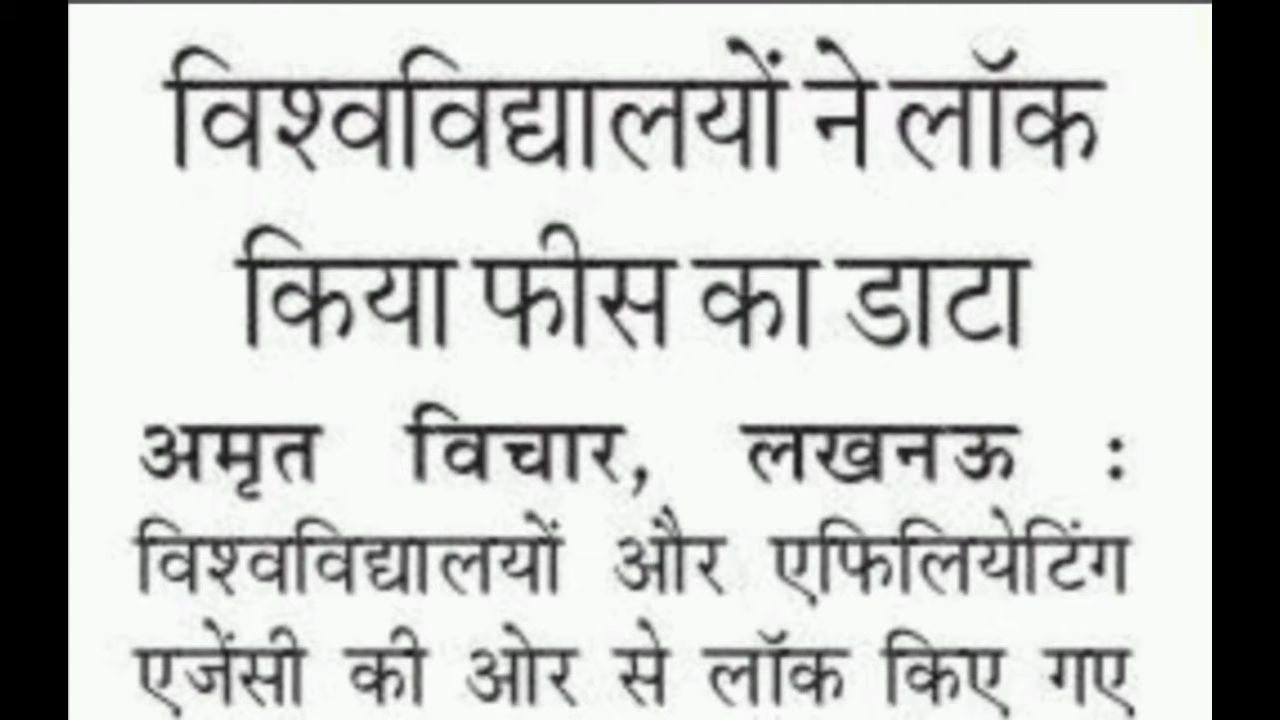 विश्वविद्यालयों ने लॉक
किया फीस का डाटा
अमृत विचार, लखनऊ :
विश्वविद्यालयों और एफिलियेटिंग
एजेंसी की ओर से लॉक किए गए